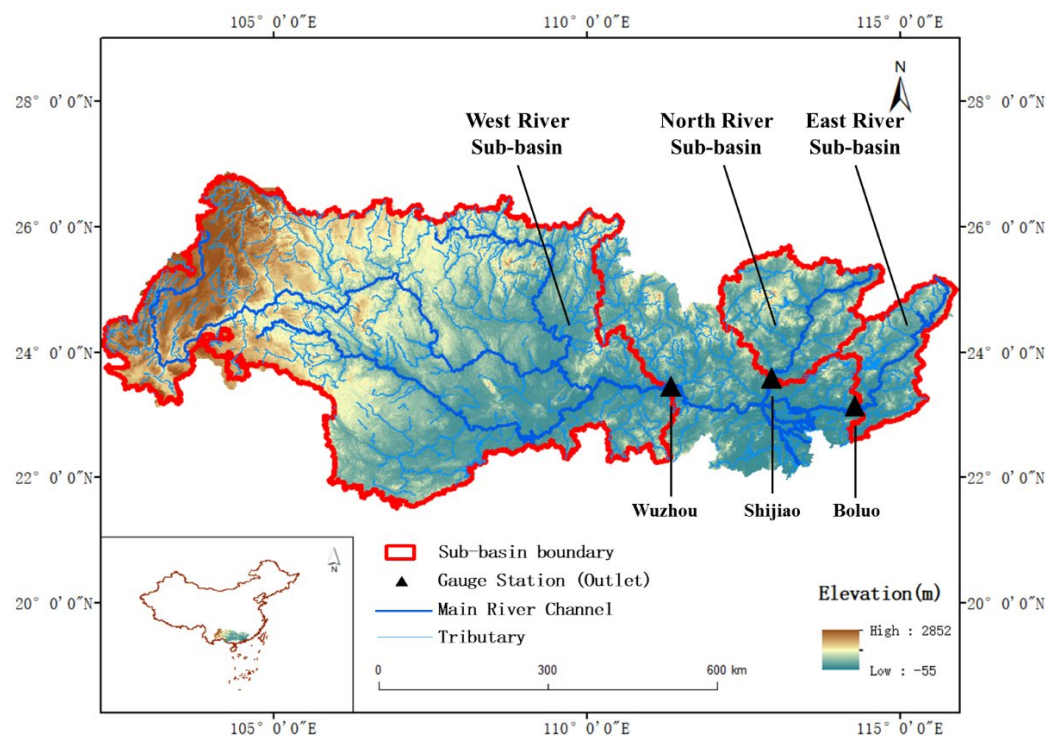 105° 0'0"E
110° 0'0"E
115° 0'0"E
N
28° 0'0"N
28° 0'0"N
West River
Sub-basin
North River
Sub-basin
East River
Sub-basin
26° 0'0"N
26° 0'0"N
24° 0'0"N
24° 0'0"N
22° 0'0"N
22° 0'0"N
Wuzhou
Shijiao
Boluo
N
Sub-basin boundary
Gauge Station (Outlet)
Main River Channel
Tributary
20° 0'0"N
20° 0'0"N
Elevation(m)
High : 2852
Low : -55
0
300
600 km
105° 0'0"E
110° 0'0"E
115° 0'0"E